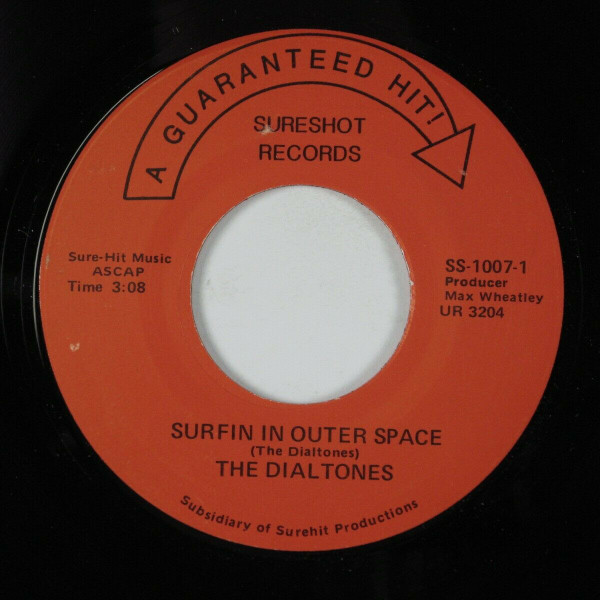 A GUARANTEED HIT!
SURESHOT
RECORDS
Sure-Hit Music
ASCAP
Time 3:08
SS-1007-1
Producer
Max Wheatley
UR 3204
SURFIN IN OUTER SPACE
(The Dialtones)
THE DIALTONES
Subsidiary of Surehit Productions